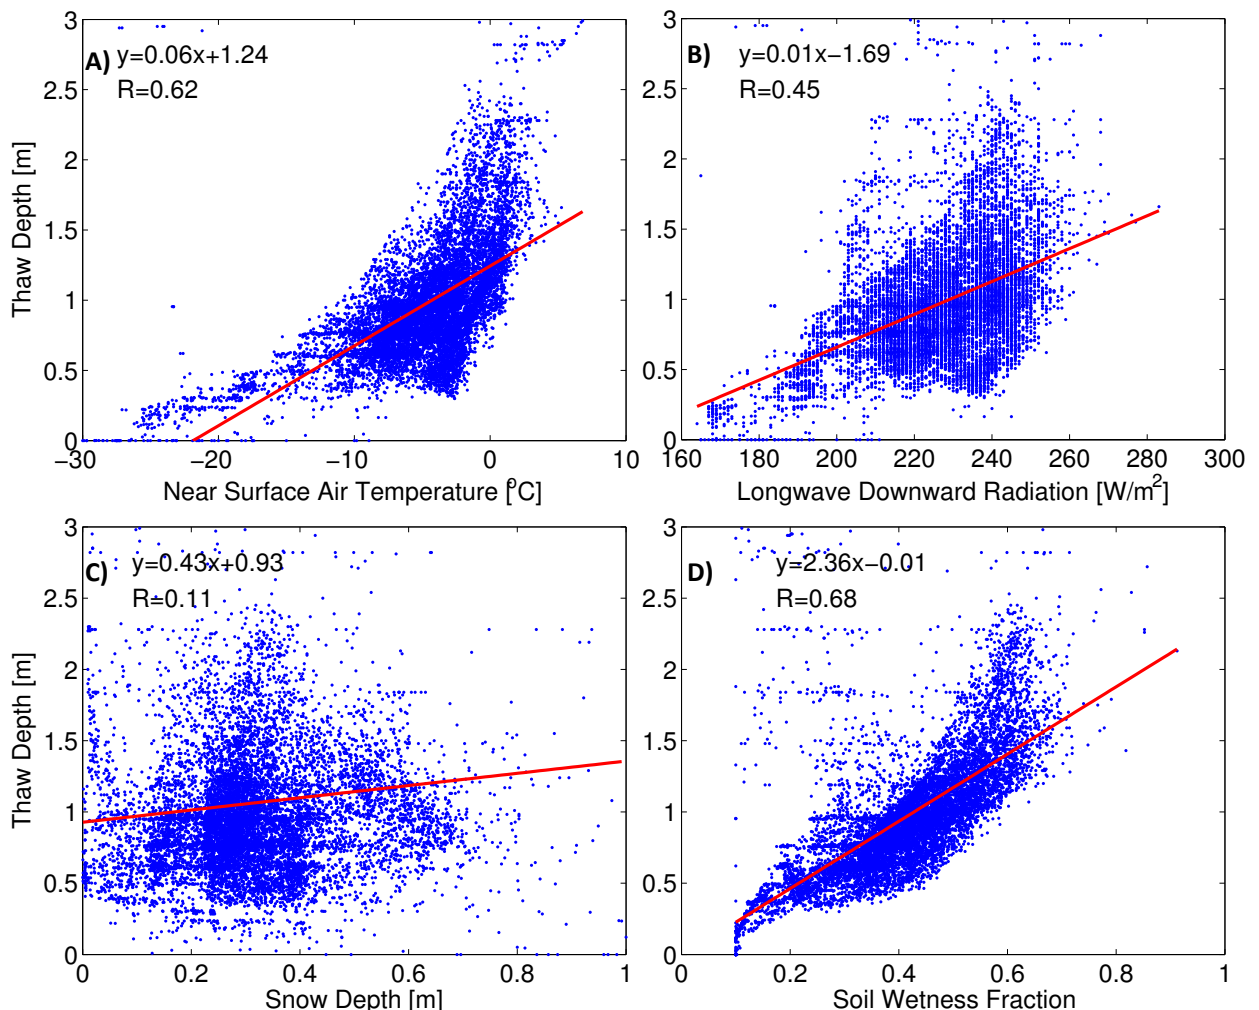 A) y=0.06x+1.24
R=0.62
3
2.5
2
1.5
1
0.5
0
Thaw Depth [m]
−30 −20 −10 0 10
Near Surface Air Temperature [°C]
B) y=0.01x−1.69
R=0.45
3
2.5
2
1.5
1
0.5
0
160 180 200 220 240 260 280 300
Longwave Downward Radiation [W/m²]
C) y=0.43x+0.93
R=0.11
3
2.5
2
1.5
1
0.5
0
Thaw Depth [m]
0 0.2 0.4 0.6 0.8 1
Snow Depth [m]
D) y=2.36x−0.01
R=0.68
3
2.5
2
1.5
1
0.5
0
0 0.2 0.4 0.6 0.8 1
Soil Wetness Fraction